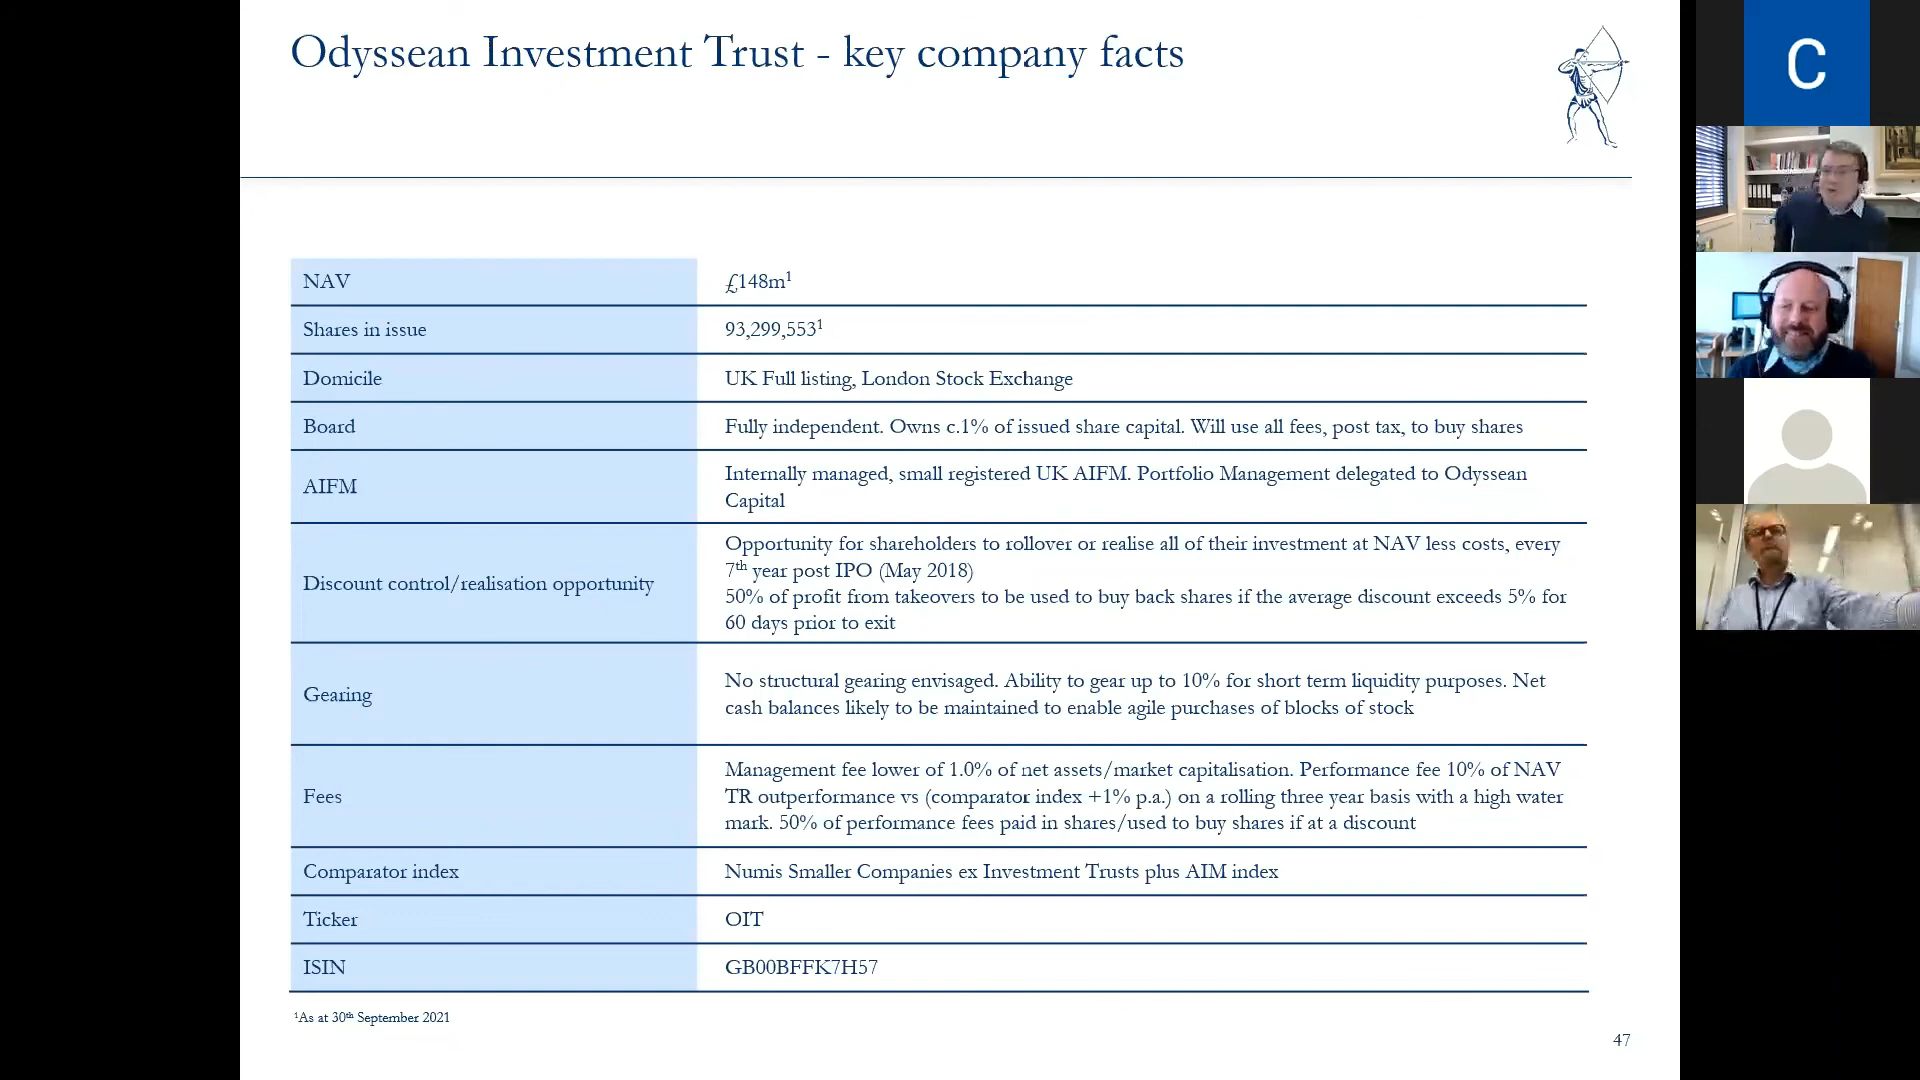 Odyssean Investment Trust - key company facts
C
NAV
£148m¹
Shares in issue
93,299,553¹
Domicile
UK Full listing, London Stock Exchange
Board
Fully independent. Owns c.1% of issued share capital. Will use all fees, post tax, to buy shares
AIFM
Internally managed, small registered UK AIFM. Portfolio Management delegated to Odyssean
Capital
Discount control/realisation opportunity
Opportunity for shareholders to rollover or realise all of their investment at NAV less costs, every
7th year post IPO (May 2018)
50% of profit from takeovers to be used to buy back shares if the average discount exceeds 5% for
60 days prior to exit
Gearing
No structural gearing envisaged. Ability to gear up to 10% for short term liquidity purposes. Net
cash balances likely to be maintained to enable agile purchases of blocks of stock
Fees
Management fee lower of 1.0% of net assets/market capitalisation. Performance fee 10% of NAV
TR outperformance vs (comparator index +1% p.a.) on a rolling three year basis with a high water
mark. 50% of performance fees paid in shares/used to buy shares if at a discount
Comparator index
Numis Smaller Companies ex Investment Trusts plus AIM index
Ticker
OIT
ISIN
GB00BFFK7H57
¹As at 30th September 2021
47